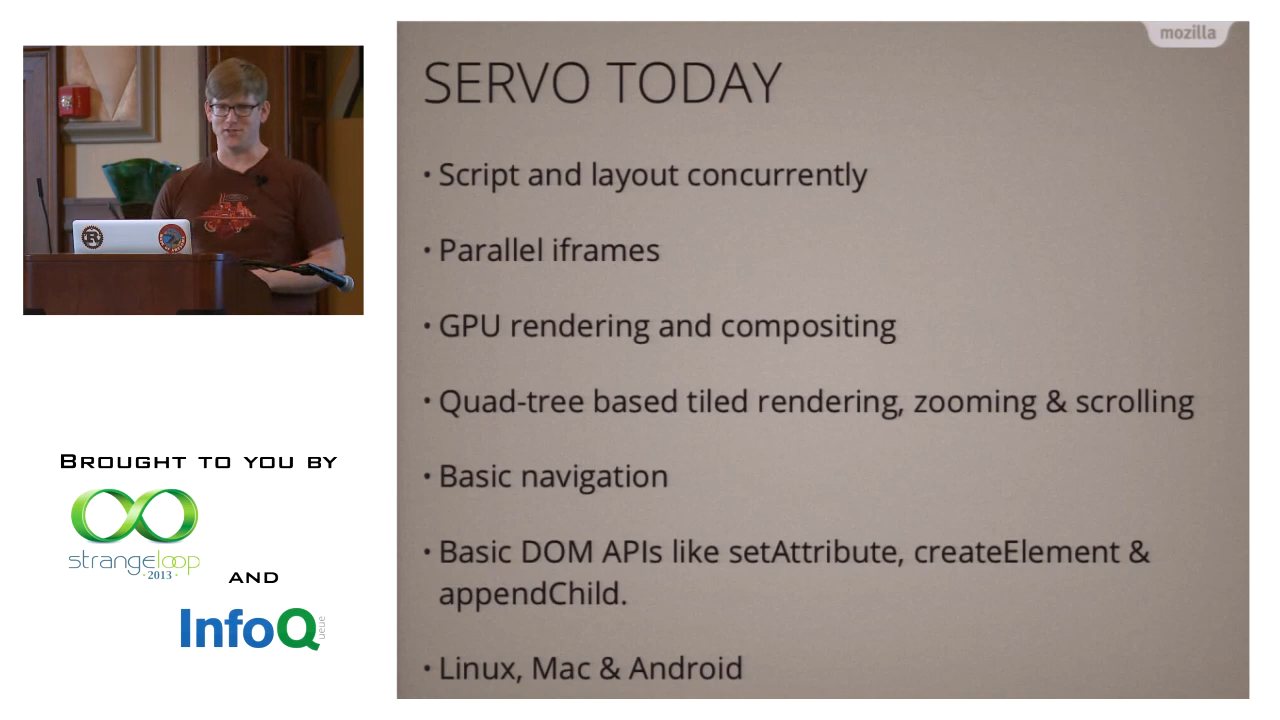 mozilla
SERVO TODAY
• Script and layout concurrently
• Parallel iframes
• GPU rendering and compositing
• Quad-tree based tiled rendering, zooming & scrolling
• Basic navigation
• Basic DOM APIs like setAttribute, createElement &
appendChild.
• Linux, Mac & Android
BROUGHT TO YOU BY
strangeloop
·2013·
AND
InfoQ
ueue